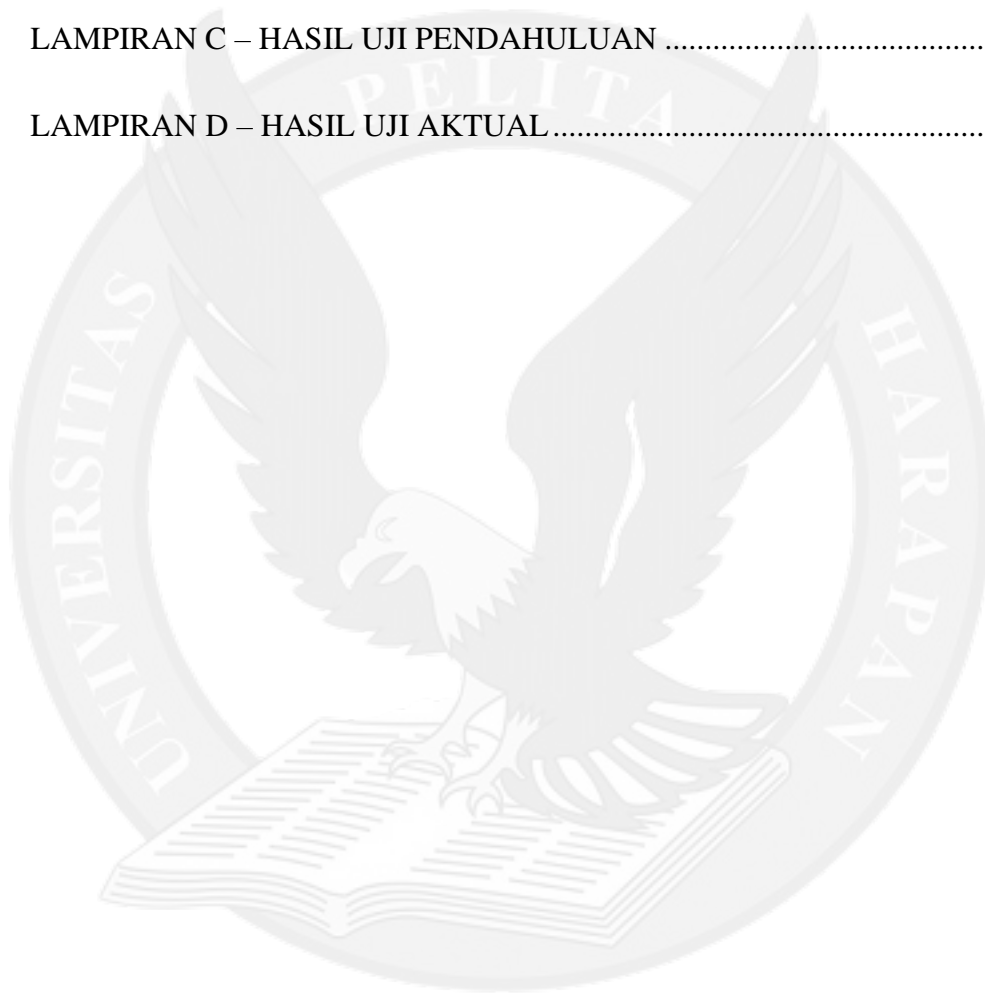 LAMPIRAN C – HASIL UJI PENDAHULUAN ........................................
LAMPIRAN D – HASIL UJI AKTUAL ......................................................
UNIVERSITAS PELITA HARAPAN